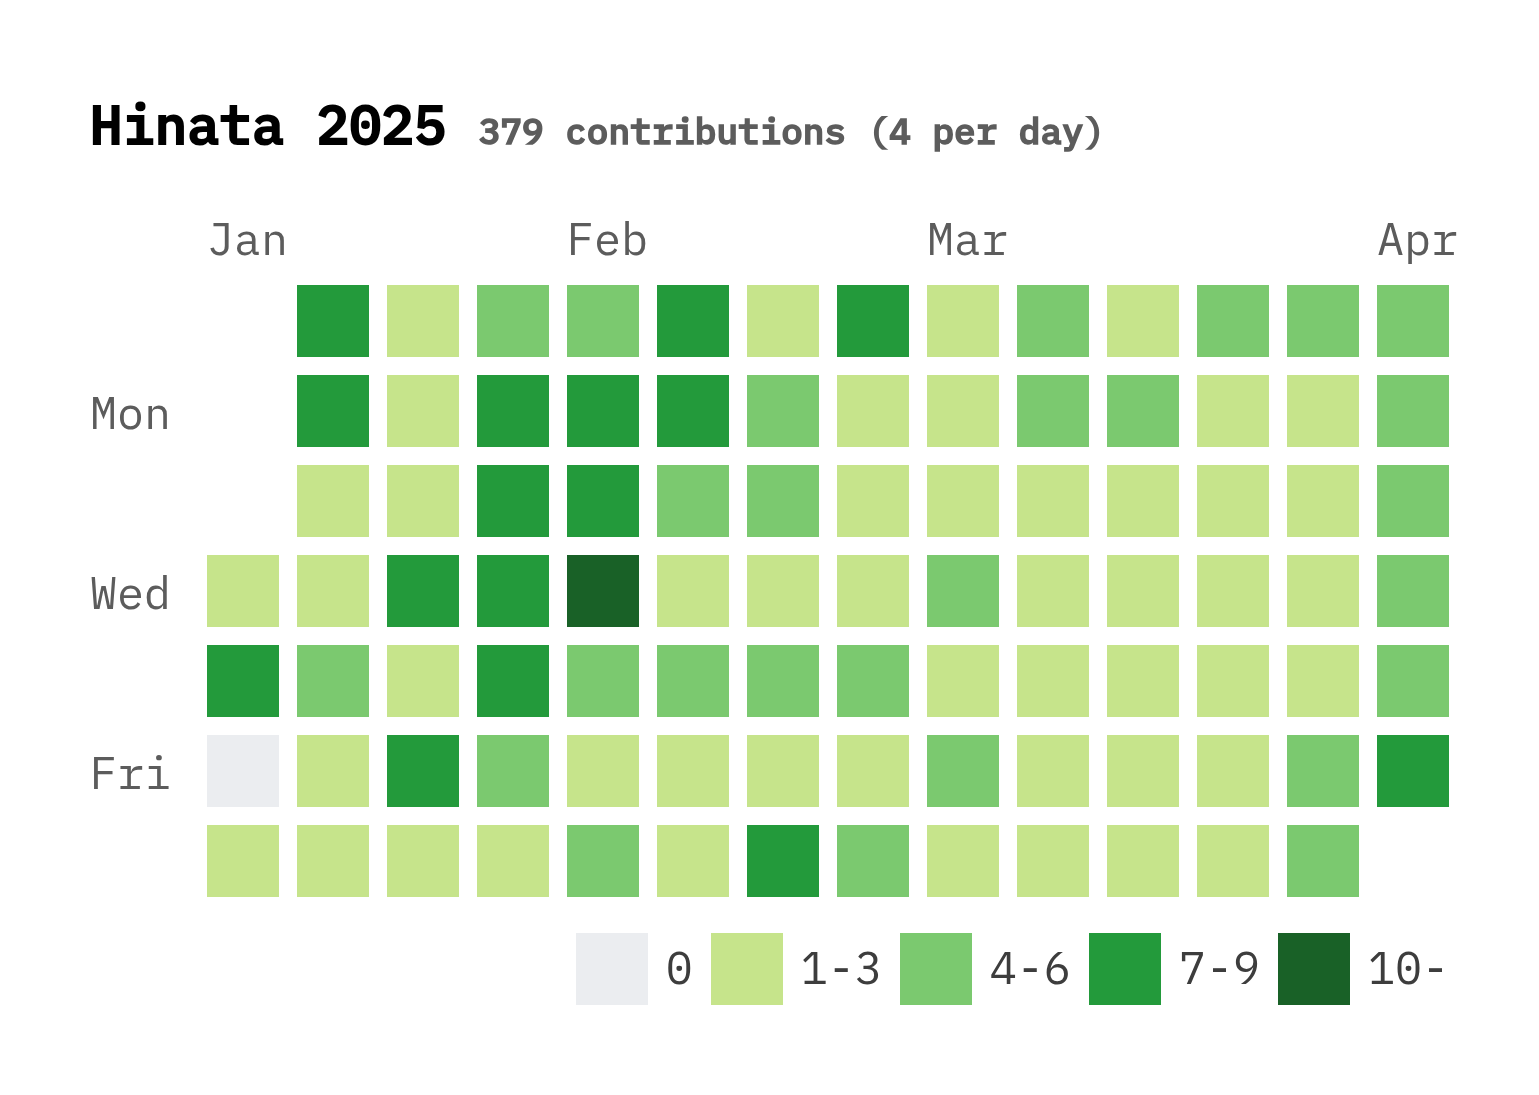 Hinata 2025 379 contributions (4 per day)
Jan Feb Mar Apr
Mon
Wed
Fri
0 1-3 4-6 7-9 10-